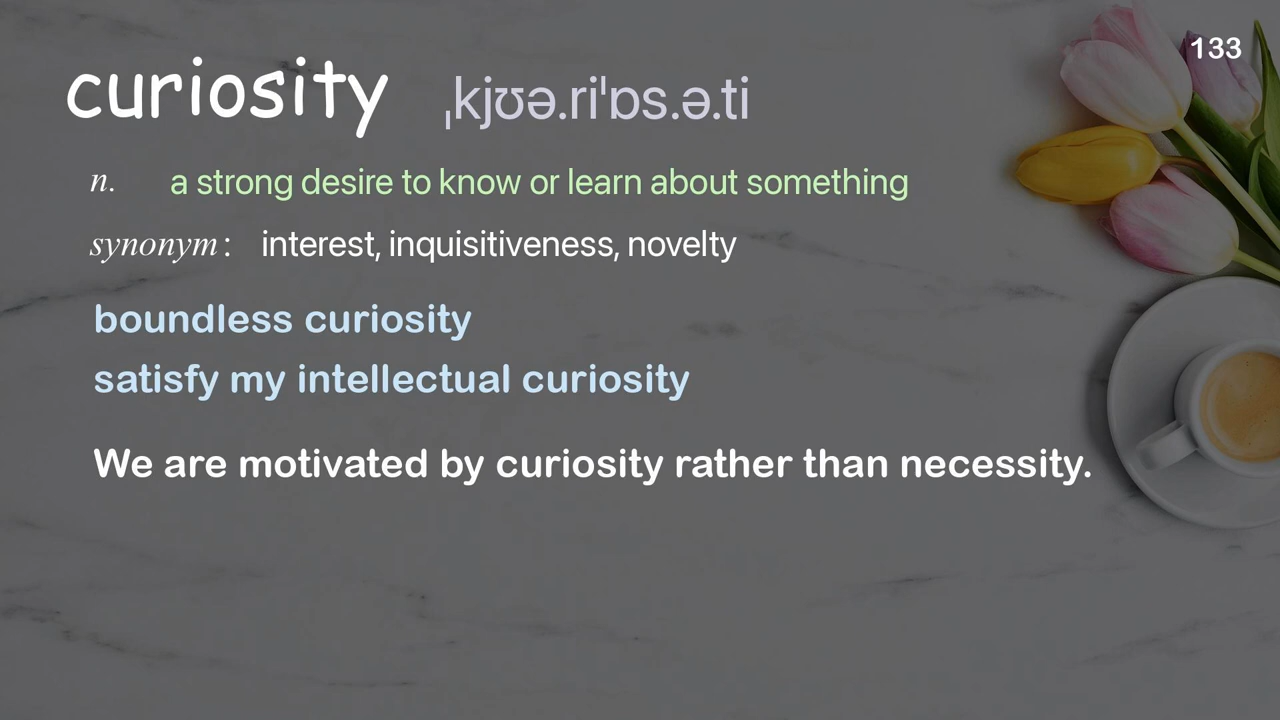 133
curiosity ˌkjʊə.riˈɒs.ə.ti
n. a strong desire to know or learn about something
synonym : interest, inquisitiveness, novelty
boundless curiosity
satisfy my intellectual curiosity
We are motivated by curiosity rather than necessity.